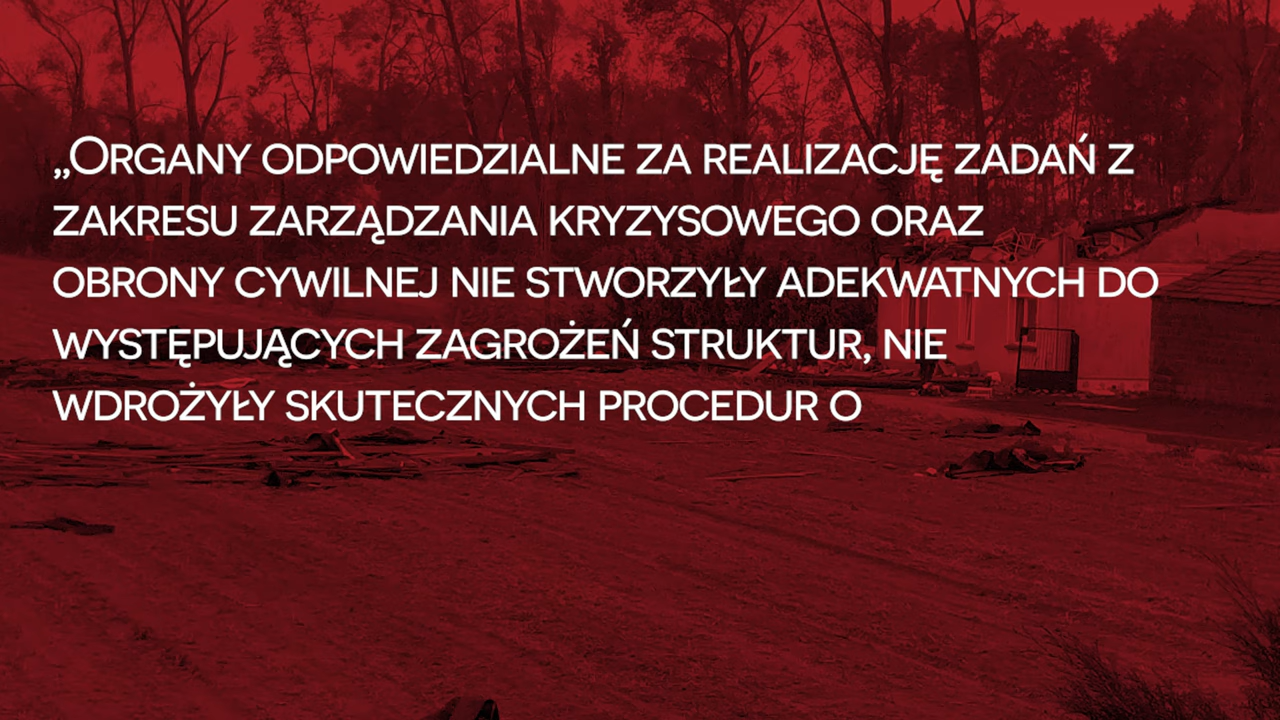 „Organy odpowiedzialne za realizację zadań z
zakresu zarządzania kryzysowego oraz
obrony cywilnej nie stworzyły adekwatnych do
występujących zagrożeń struktur, nie
wdrożyły skutecznych procedur o